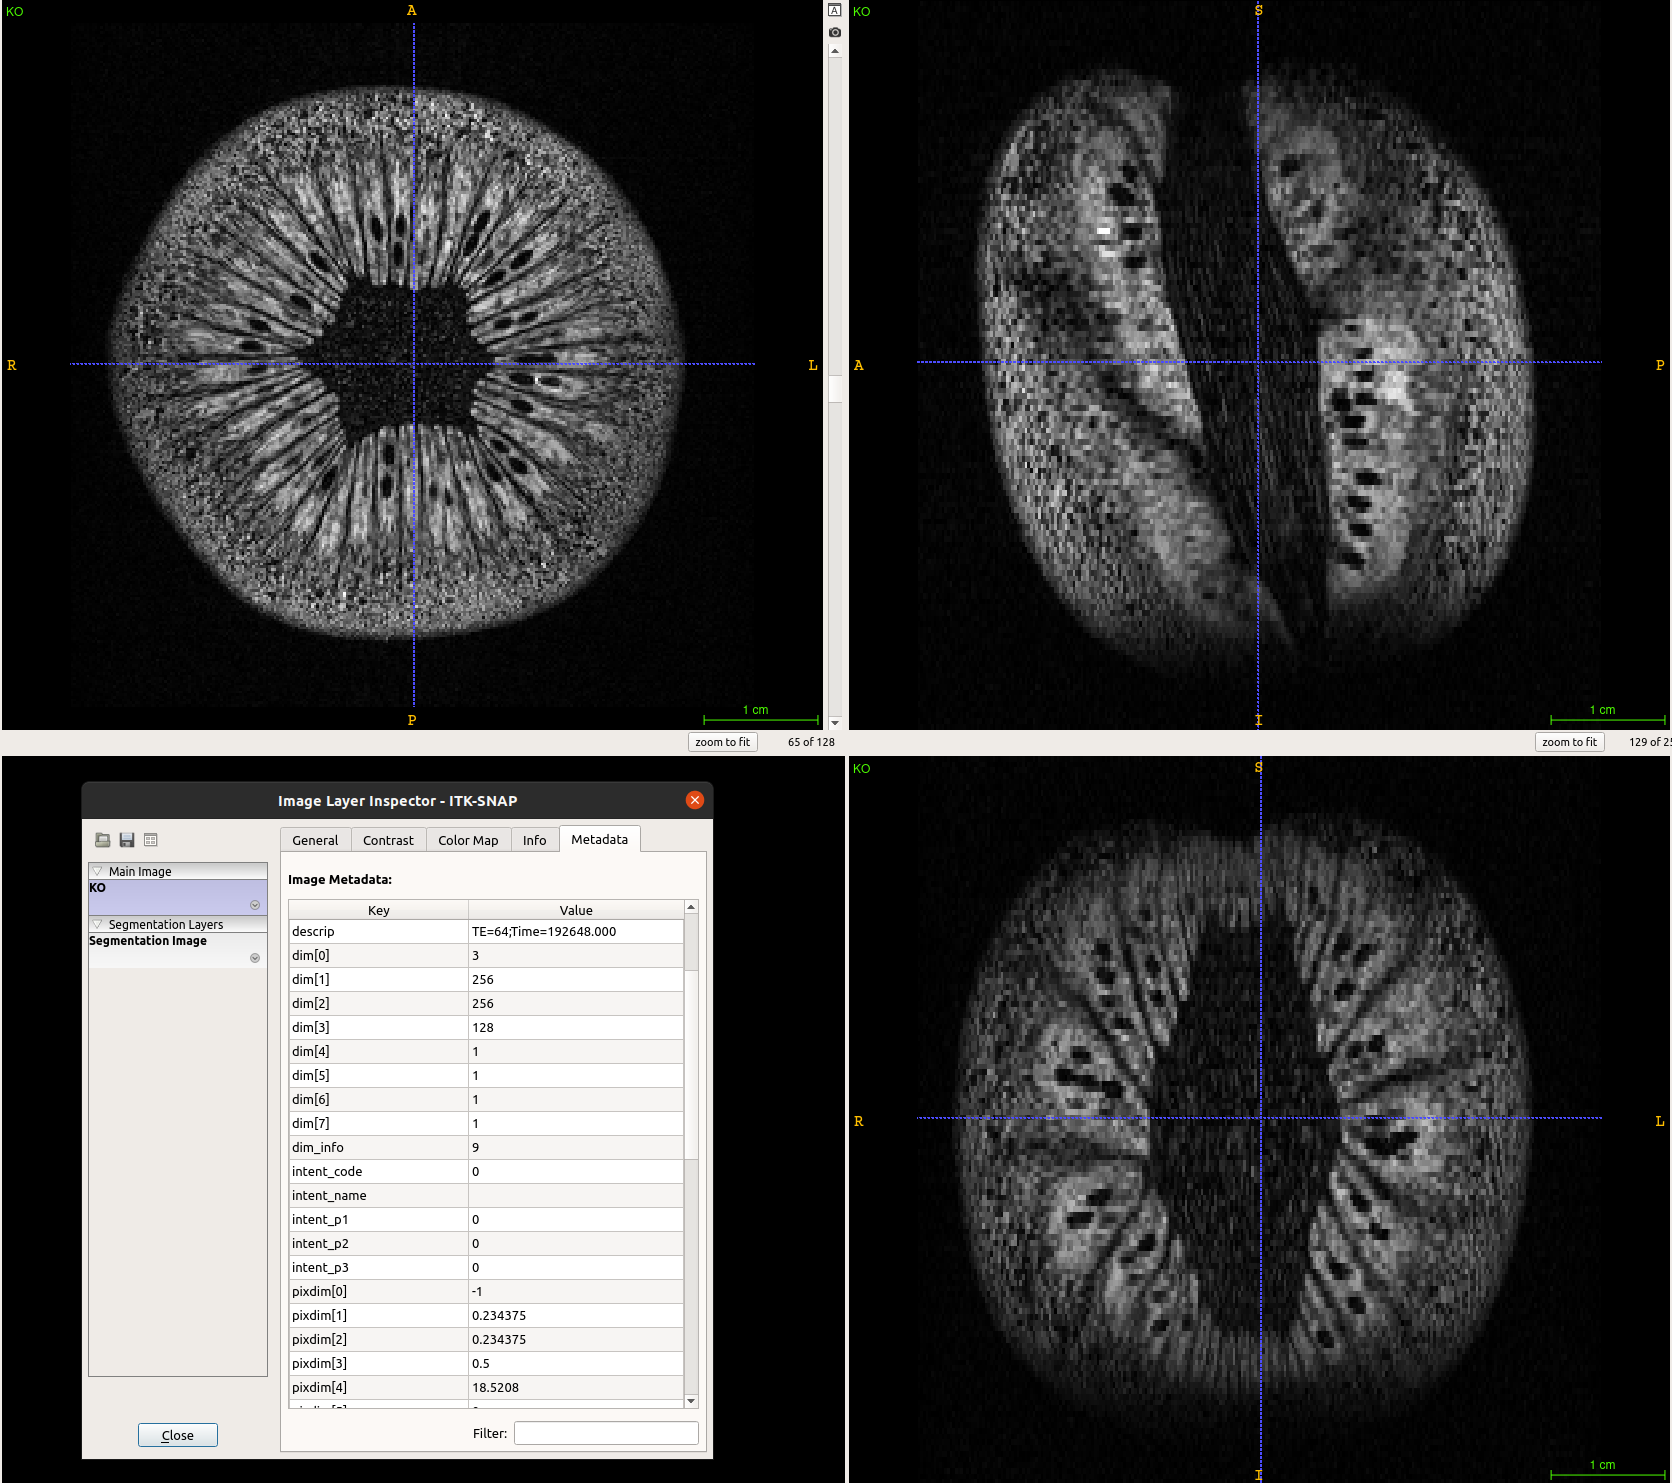 KO
A
R
L
P
1 cm
A
zoom to fit
65 of 128
KO
S
A
P
I
1 cm
zoom to fit
129 of 25
Image Layer Inspector - ITK-SNAP
Main Image
KO
Segmentation Layers
Segmentation Image
Close
General Contrast Color Map Info Metadata
Image Metadata:
Key Value
descrip TE=64;Time=192648.000
dim[0] 3
dim[1] 256
dim[2] 256
dim[3] 128
dim[4] 1
dim[5] 1
dim[6] 1
dim[7] 1
dim_info 9
intent_code 0
intent_name
intent_p1 0
intent_p2 0
intent_p3 0
pixdim[0] -1
pixdim[1] 0.234375
pixdim[2] 0.234375
pixdim[3] 0.5
pixdim[4] 18.5208
Filter:
KO
S
R
L
I
1 cm